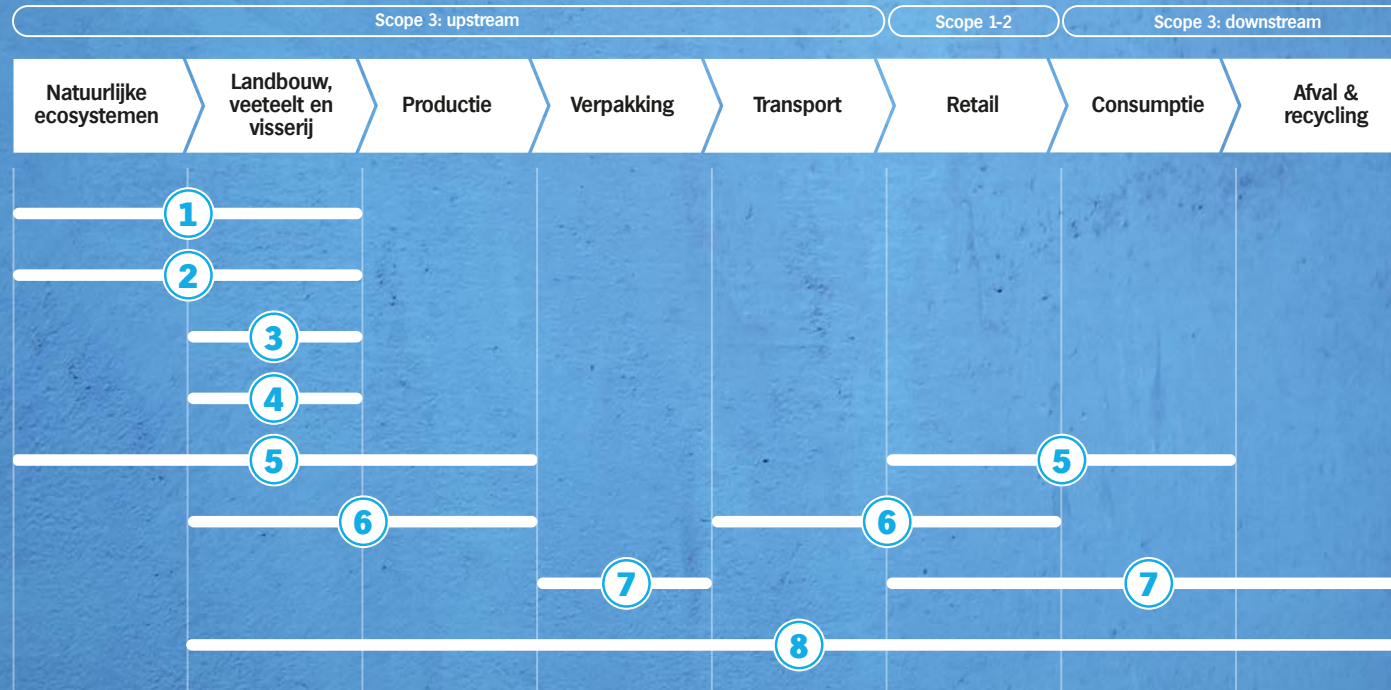 Scope 3: upstream
Scope 1-2
Scope 3: downstream
Natuurlijke
ecosystemen
Landbouw,
veeteelt en
visserij
Productie
Verpakking
Transport
Retail
Consumptie
Afval &
recycling
1
2
3
4
5
5
6
6
7
7
8